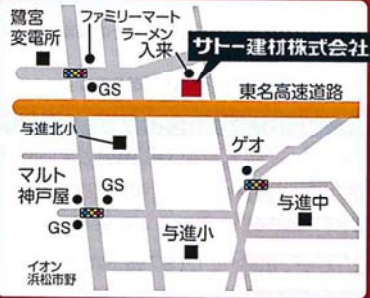 鷺宮
変電所
ファミリーマート
ラーメン
入来
サトー建材株式会社
GS
東名高速道路
与進北小
ゲオ
マルト
神戸屋
GS
GS
与進中
与進小
イオン
浜松市野